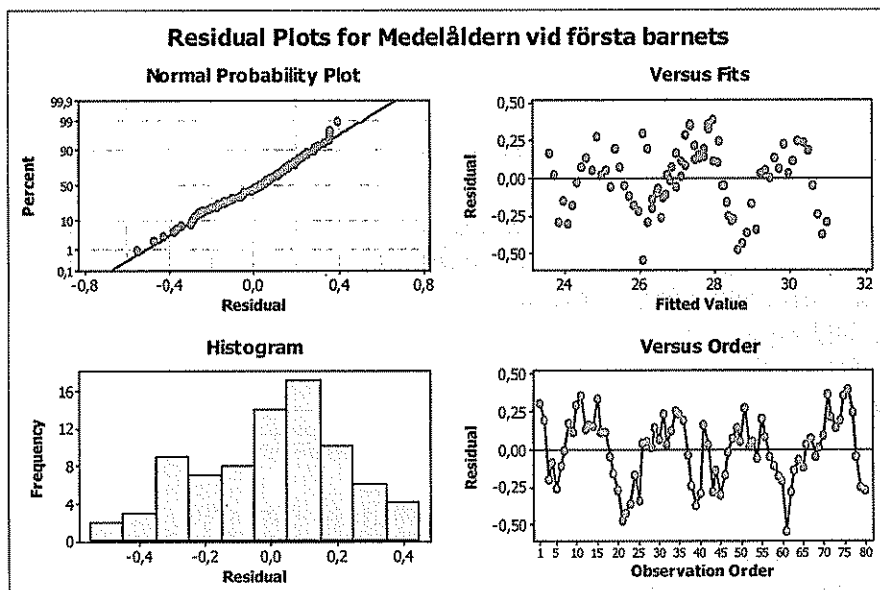 Residual Plots for Medelåldern vid första barnets
Normal Probability Plot
Percent
99,9
99
90
50
10
1
0,1
-0,8 -0,4 0,0 0,4 0,8
Residual
Versus Fits
Residual
0,50
0,25
0,00
-0,25
-0,50
24 26 28 30 32
Fitted Value
Histogram
Frequency
16
12
8
4
0
-0,4 -0,2 0,0 0,2 0,4
Residual
Versus Order
Residual
0,50
0,25
0,00
-0,25
-0,50
1 5 10 15 20 25 30 35 40 45 50 55 60 65 70 75 80
Observation Order